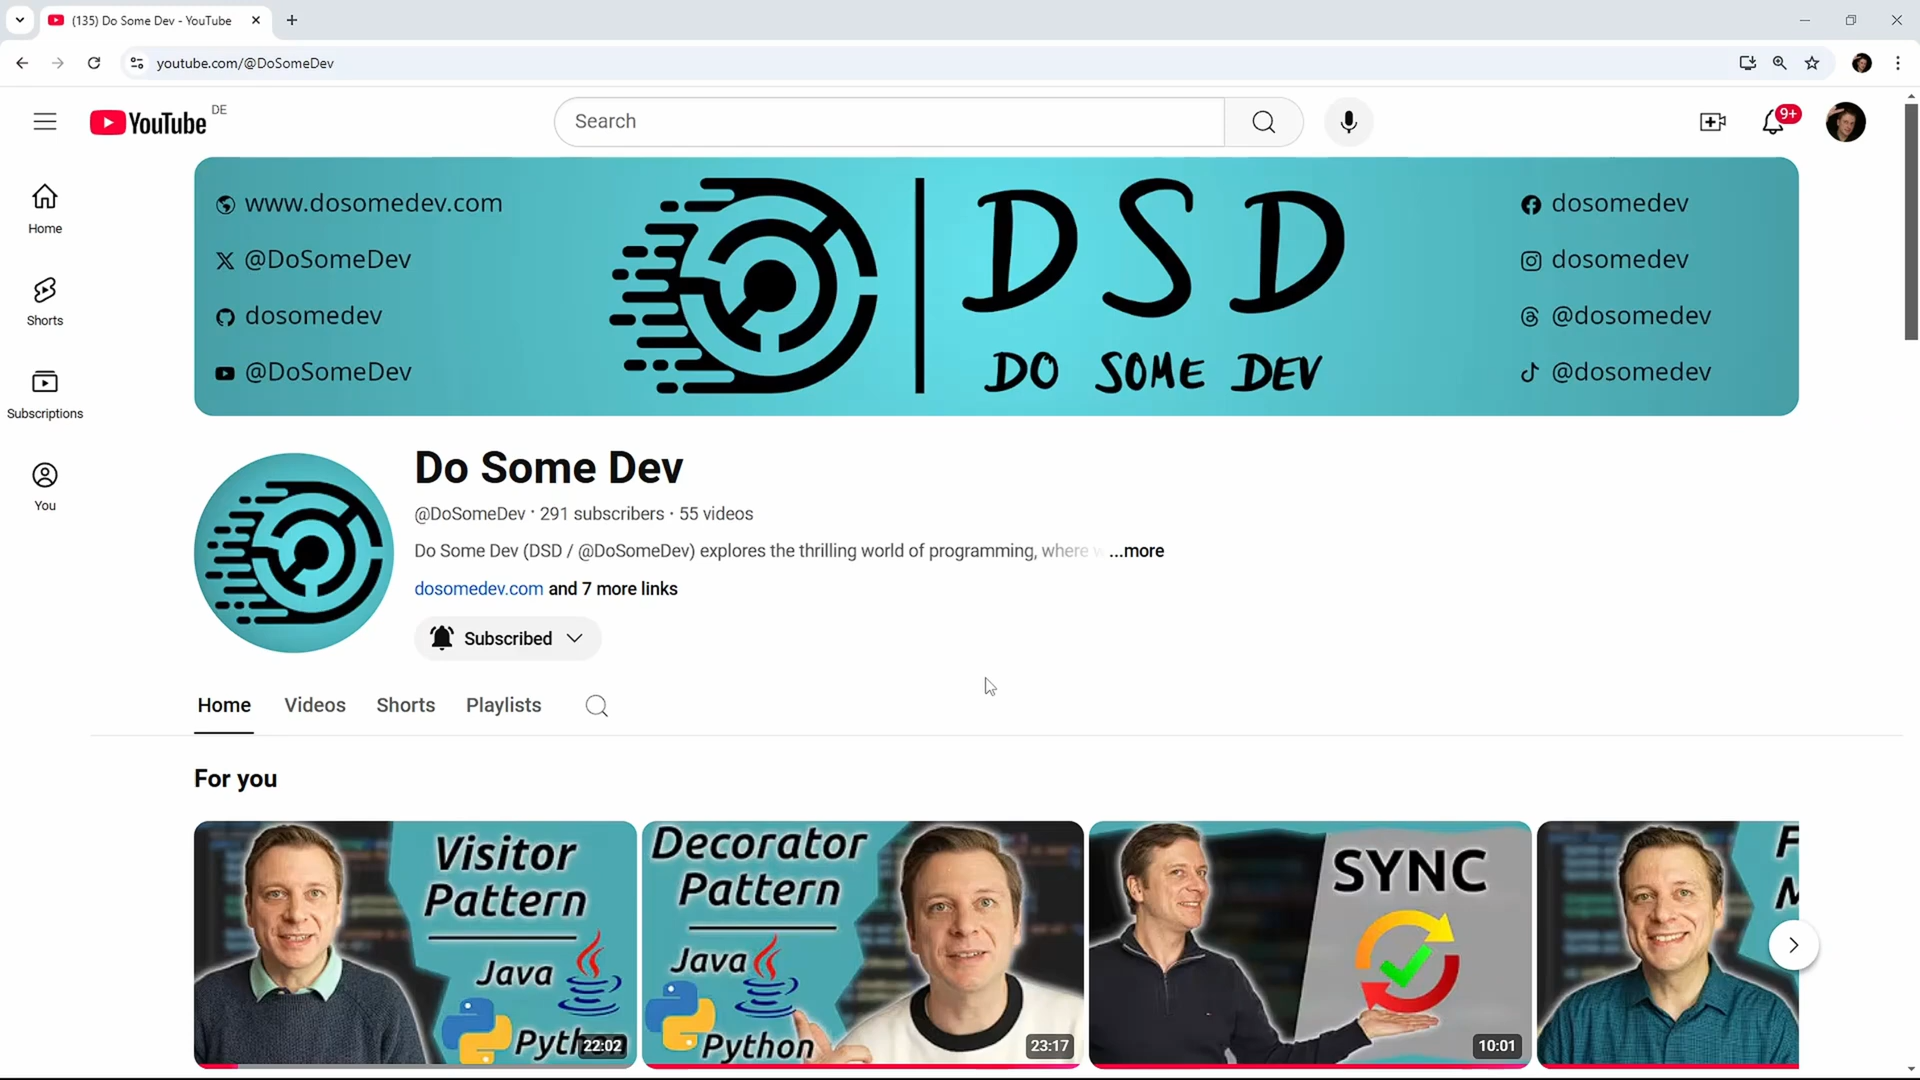 (135) Do Some Dev - YouTube
youtube.com/@DoSomeDev
YouTube DE
Search
9+
Home
Shorts
Subscriptions
You
www.dosomedev.com
@DoSomeDev
dosomedev
@DoSomeDev
DSD
DO SOME DEV
dosomedev
dosomedev
@dosomedev
@dosomedev
Do Some Dev
@DoSomeDev · 291 subscribers · 55 videos
Do Some Dev (DSD / @DoSomeDev) explores the thrilling world of programming, where ...more
dosomedev.com and 7 more links
Subscribed
Home Videos Shorts Playlists
For you
Visitor
Pattern
Java
Python
22:02
Decorator
Pattern
Java
Python
23:17
SYNC
10:01